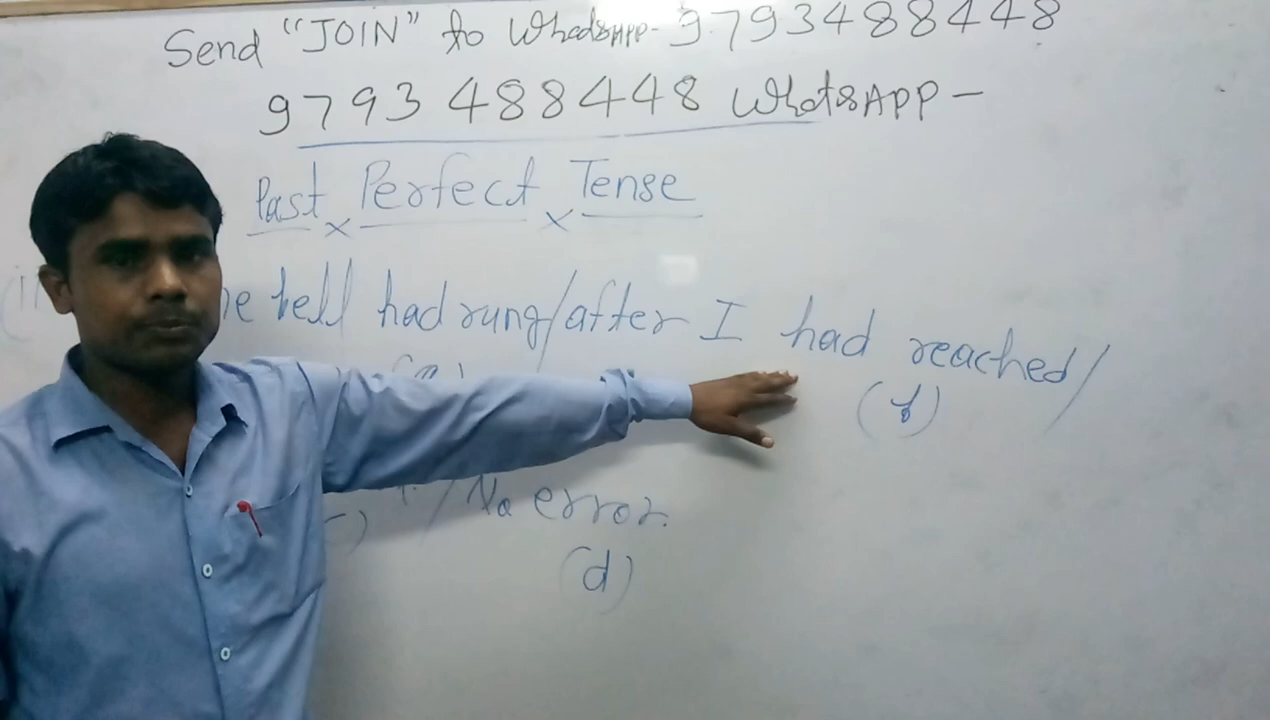 Send "JOIN" to WhatsAPP- 9793488448
9793 488448 WhatsAPP-
Past × Perfect × Tense
bell had rung/after I had reached/
(a) (b)
/No error.
(d)